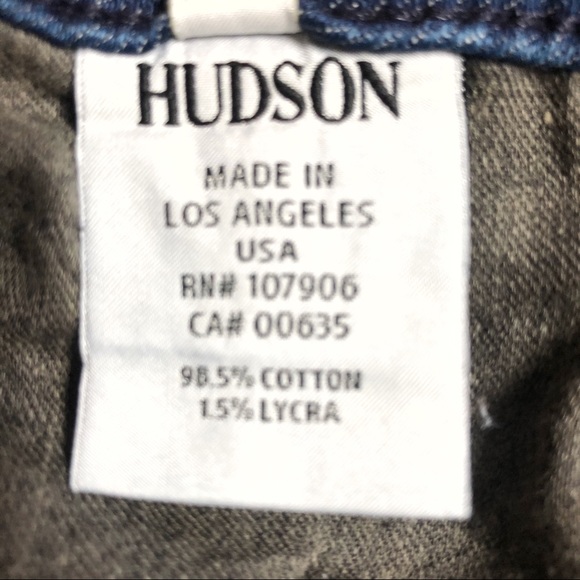 HUDSON
MADE IN
LOS ANGELES
USA
RN# 107906
CA# 00635
98.5% COTTON
1.5% LYCRA